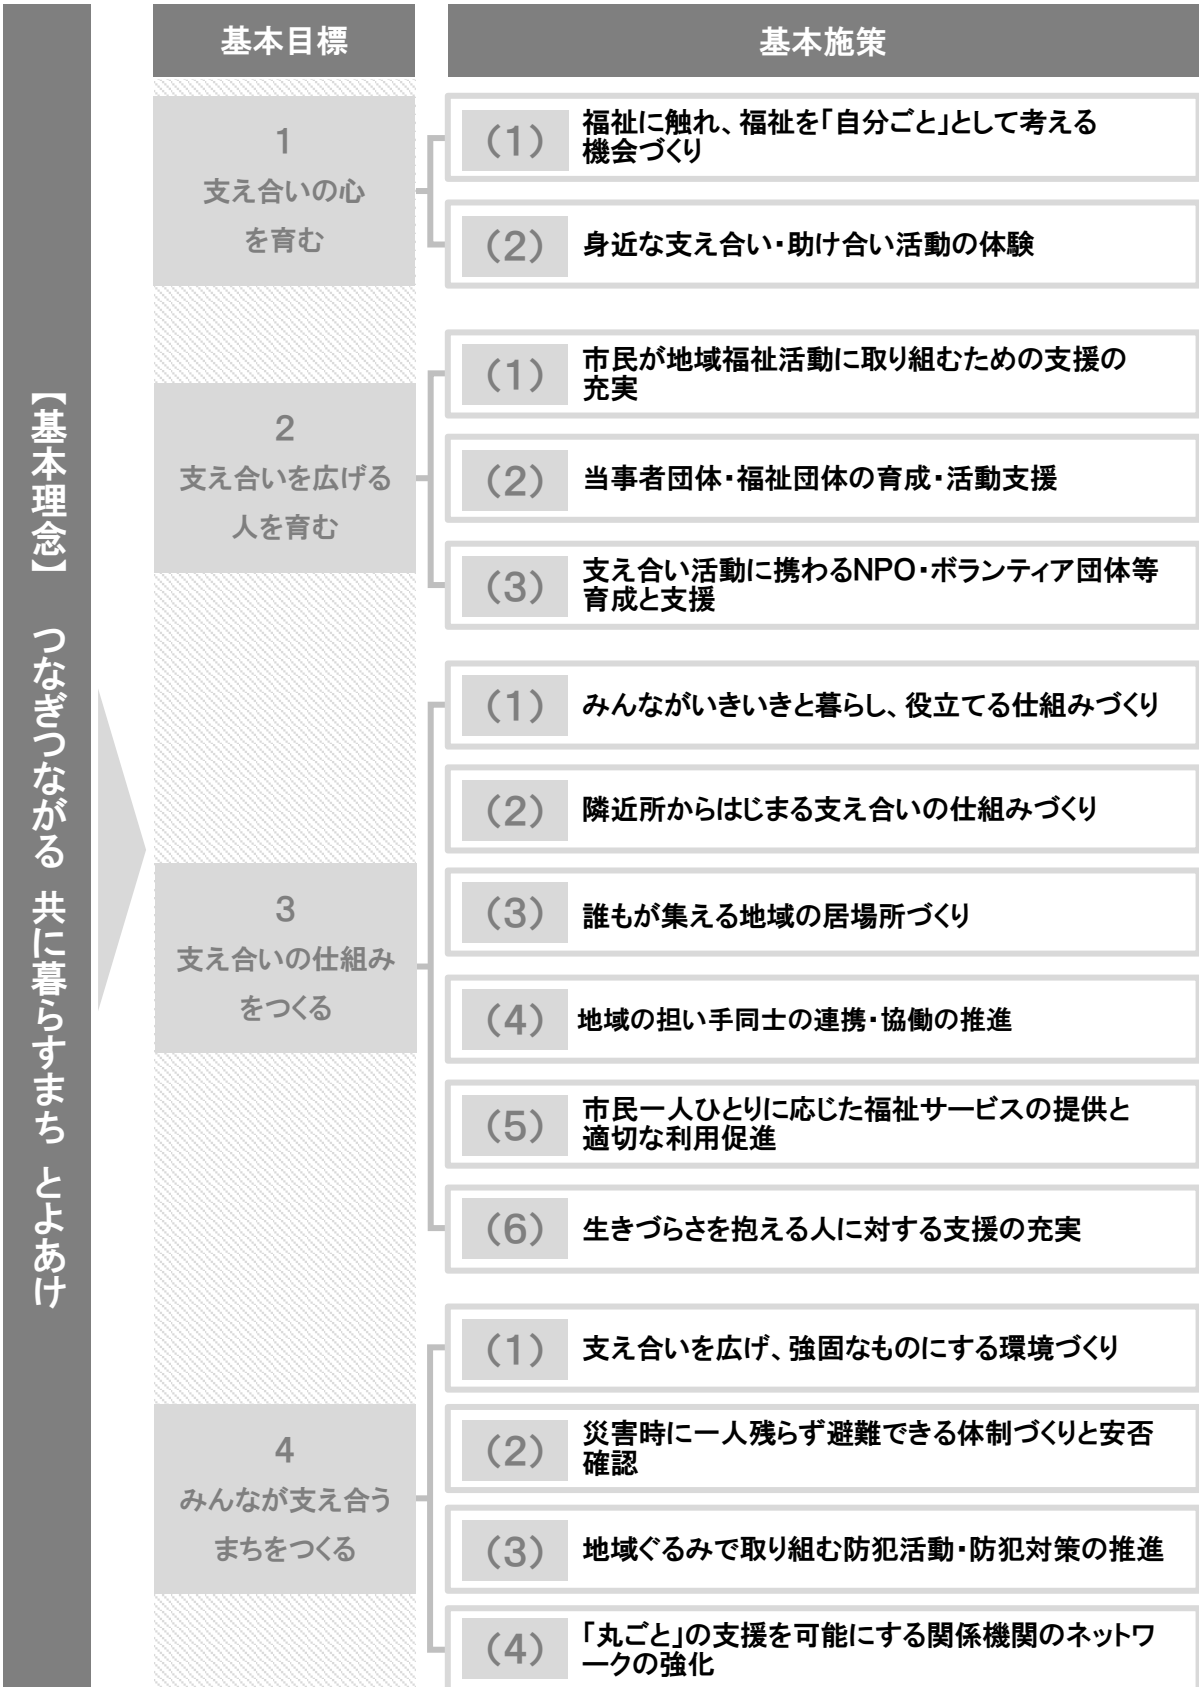 【基本理念】 つなぎつながる 共に暮らすまち とよあけ
基本目標
基本施策
1
支え合いの心
を育む
（1）
福祉に触れ、福祉を「自分ごと」として考える
機会づくり
（2）
身近な支え合い・助け合い活動の体験
2
支え合いを広げる
人を育む
（1）
市民が地域福祉活動に取り組むための支援の
充実
（2）
当事者団体・福祉団体の育成・活動支援
（3）
支え合い活動に携わるNPO・ボランティア団体等
育成と支援
3
支え合いの仕組み
をつくる
（1）
みんながいきいきと暮らし、役立てる仕組みづくり
（2）
隣近所からはじまる支え合いの仕組みづくり
（3）
誰もが集える地域の居場所づくり
（4）
地域の担い手同士の連携・協働の推進
（5）
市民一人ひとりに応じた福祉サービスの提供と
適切な利用促進
（6）
生きづらさを抱える人に対する支援の充実
4
みんなが支え合う
まちをつくる
（1）
支え合いを広げ、強固なものにする環境づくり
（2）
災害時に一人残らず避難できる体制づくりと安否
確認
（3）
地域ぐるみで取り組む防犯活動・防犯対策の推進
（4）
「丸ごと」の支援を可能にする関係機関のネットワ
ークの強化